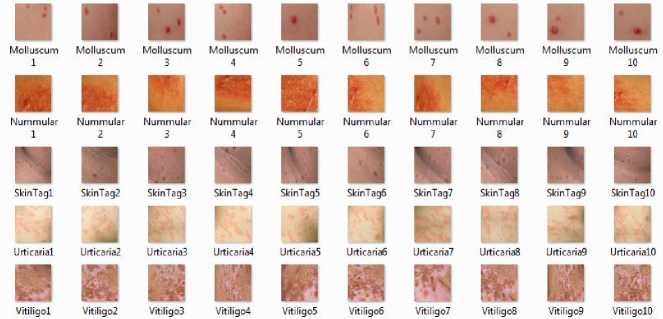 Molluscum 1 Molluscum 2 Molluscum 3 Molluscum 4 Molluscum 5 Molluscum 6 Molluscum 7 Molluscum 8 Molluscum 9 Molluscum 10
Nummular 1 Nummular 2 Nummular 3 Nummular 4 Nummular 5 Nummular 6 Nummular 7 Nummular 8 Nummular 9 Nummular 10
SkinTag1 SkinTag2 SkinTag3 SkinTag4 SkinTag5 SkinTag6 SkinTag7 SkinTag8 SkinTag9 SkinTag10
Urticaria1 Urticaria2 Urticaria3 Urticaria4 Urticaria5 Urticaria6 Urticaria7 Urticaria8 Urticaria9 Urticaria10
Vitiligo1 Vitiligo2 Vitiligo3 Vitiligo4 Vitiligo5 Vitiligo6 Vitiligo7 Vitiligo8 Vitiligo9 Vitiligo10